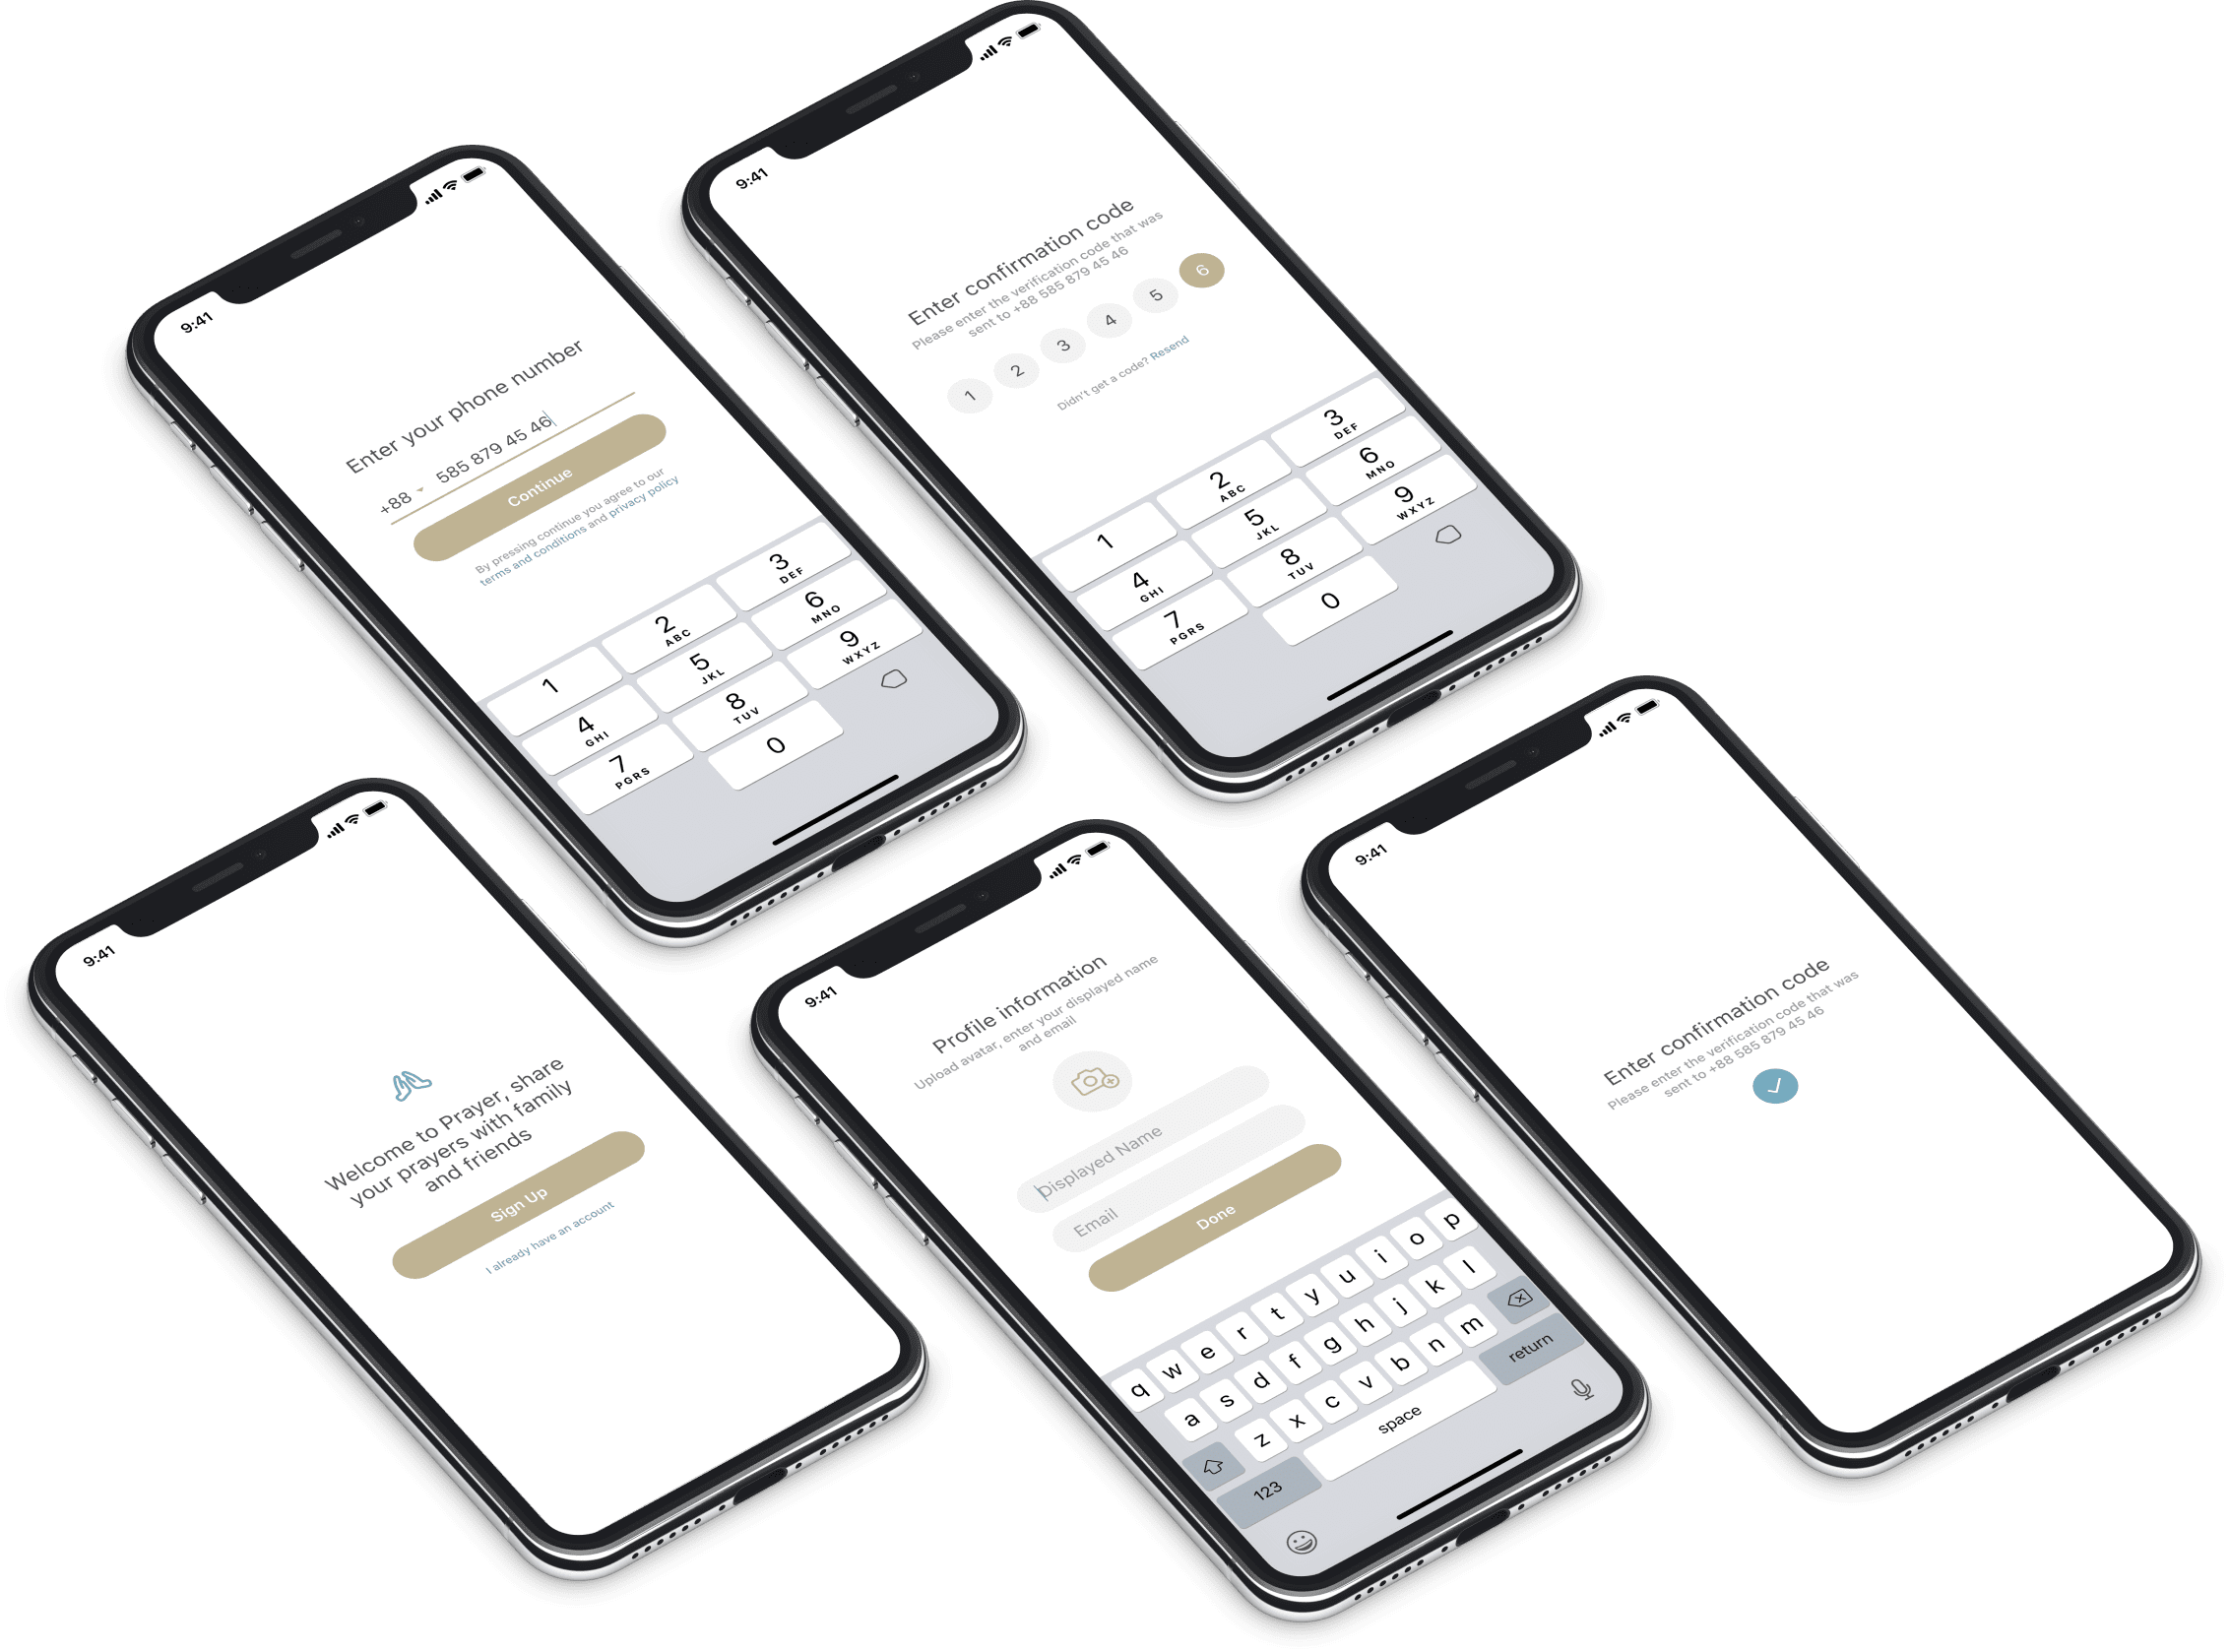 9:41
Enter your phone number
+88 585 879 45 46
Continue
By pressing continue you agree to our
terms and conditions and privacy policy
1
2
ABC
3
DEF
4
GHI
5
JKL
6
MNO
7
PGRS
8
TUV
9
WXYZ
0
9:41
Enter confirmation code
Please enter the verification code that was
sent to +88 585 879 45 46
1 2 3 4 5 6
Didn't get a code? Resend
1
2
ABC
3
DEF
4
GHI
5
JKL
6
MNO
7
PGRS
8
TUV
9
WXYZ
0
9:41
Welcome to Prayer, share
your prayers with family
and friends
Sign Up
I already have an account
9:41
Profile information
Upload avatar, enter your displayed name
and email
Displayed Name
Email
Done
q w e r t y u i o p
a s d f g h j k l
z x c v b n m
123 space return
9:41
Enter confirmation code
Please enter the verification code that was
sent to +88 585 879 45 46